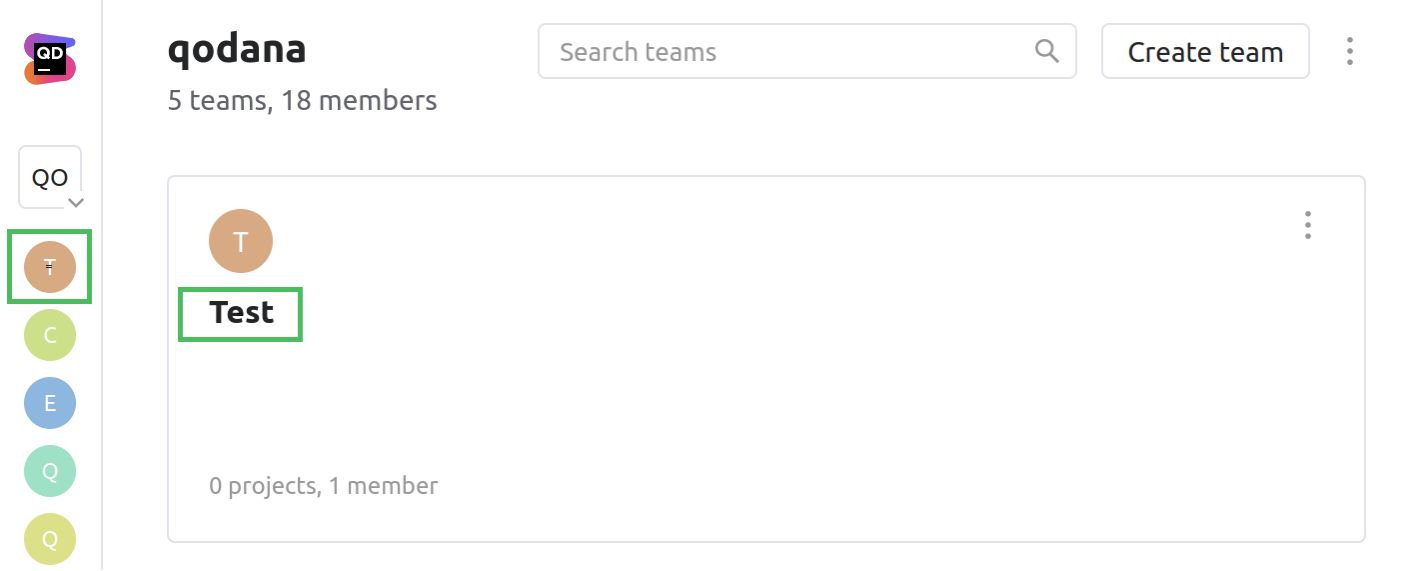 QD
QO
T
C
E
Q
Q
qodana
5 teams, 18 members
Search teams
Create team
T
Test
0 projects, 1 member